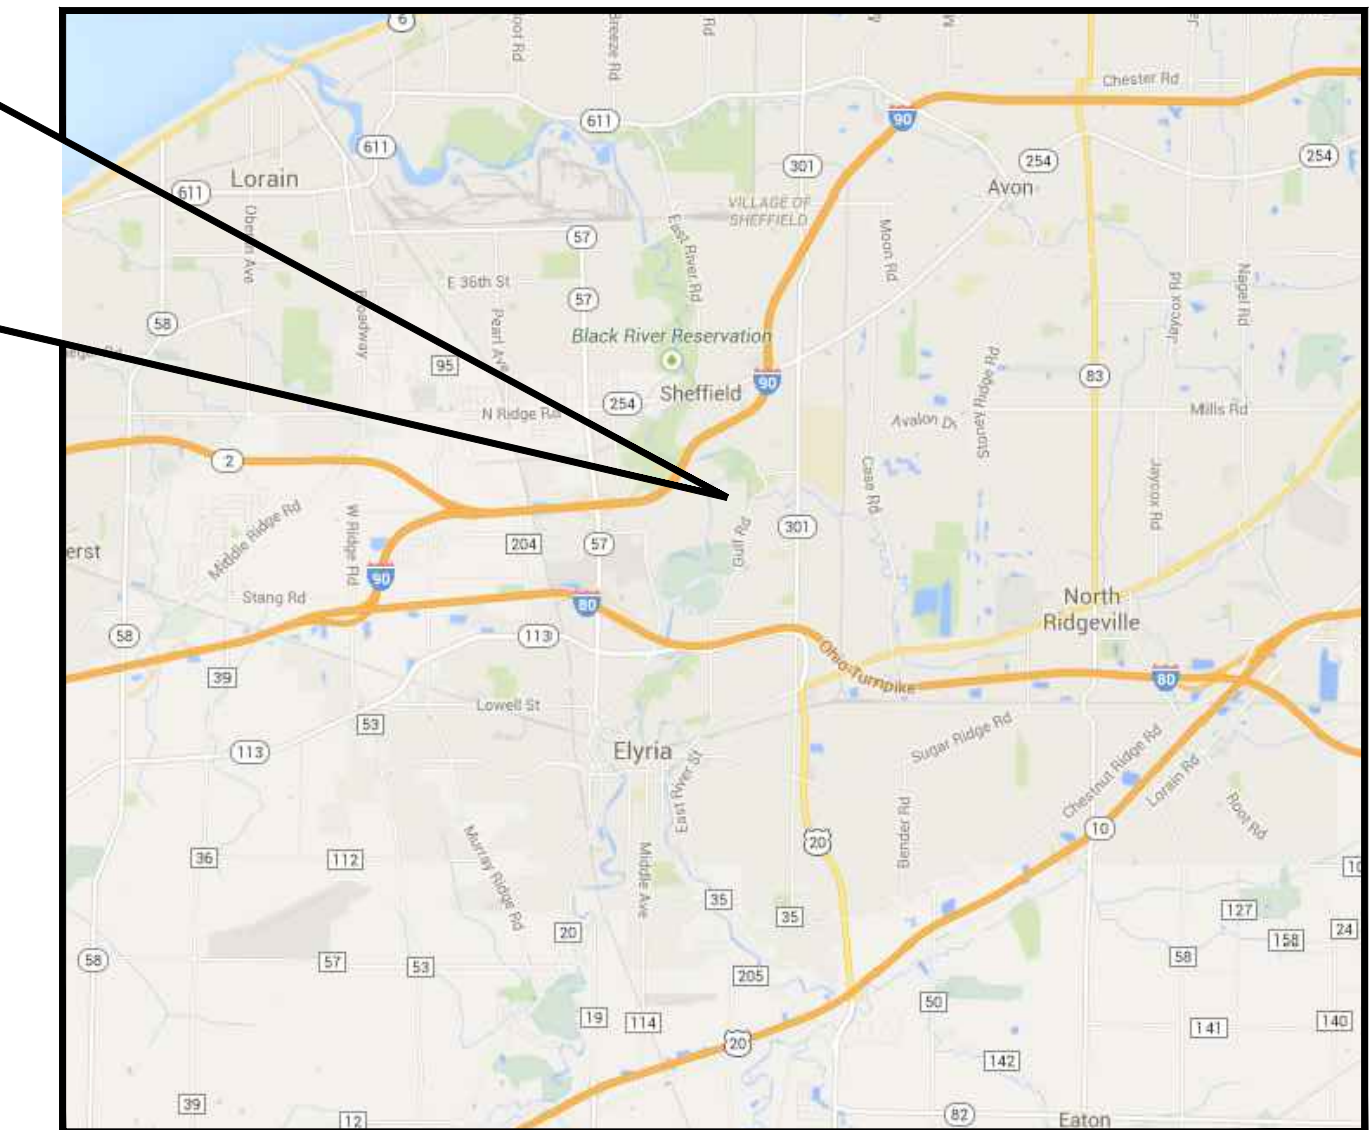 6
oot Rd
Breeze Rd
Rd
Chester Rd
90
611
611
254
254
301
Lorain
611
Avon
VILLAGE OF
SHEFFIELD
57
East River Rd
Moon Rd
E 36th St
57
Jaycox Rd
Nagel Rd
58
Broadway
Pearl Ave
Black River Reservation
95
Sheffield
90
83
Stoney Ridge Rd
254
N Ridge Rd
Avalon Dr
Mills Rd
2
Case Rd
Jaycox Rd
Middle Ridge Rd
W Ridge Rd
301
erst
204
57
Gulf Rd
90
Stang Rd
80
North
Ridgeville
58
113
Ohio Turnpike
39
80
Lowell St
53
Sugar Ridge Rd
113
Elyria
East River St
Chestnut Ridge Rd
Lorain Rd
Root Rd
Bender Rd
20
10
36
112
Murray Ridge Rd
Middle Ave
10
35
35
127
20
158
24
58
57
53
205
58
50
19
114
141
140
20
142
39
12
82
Eaton